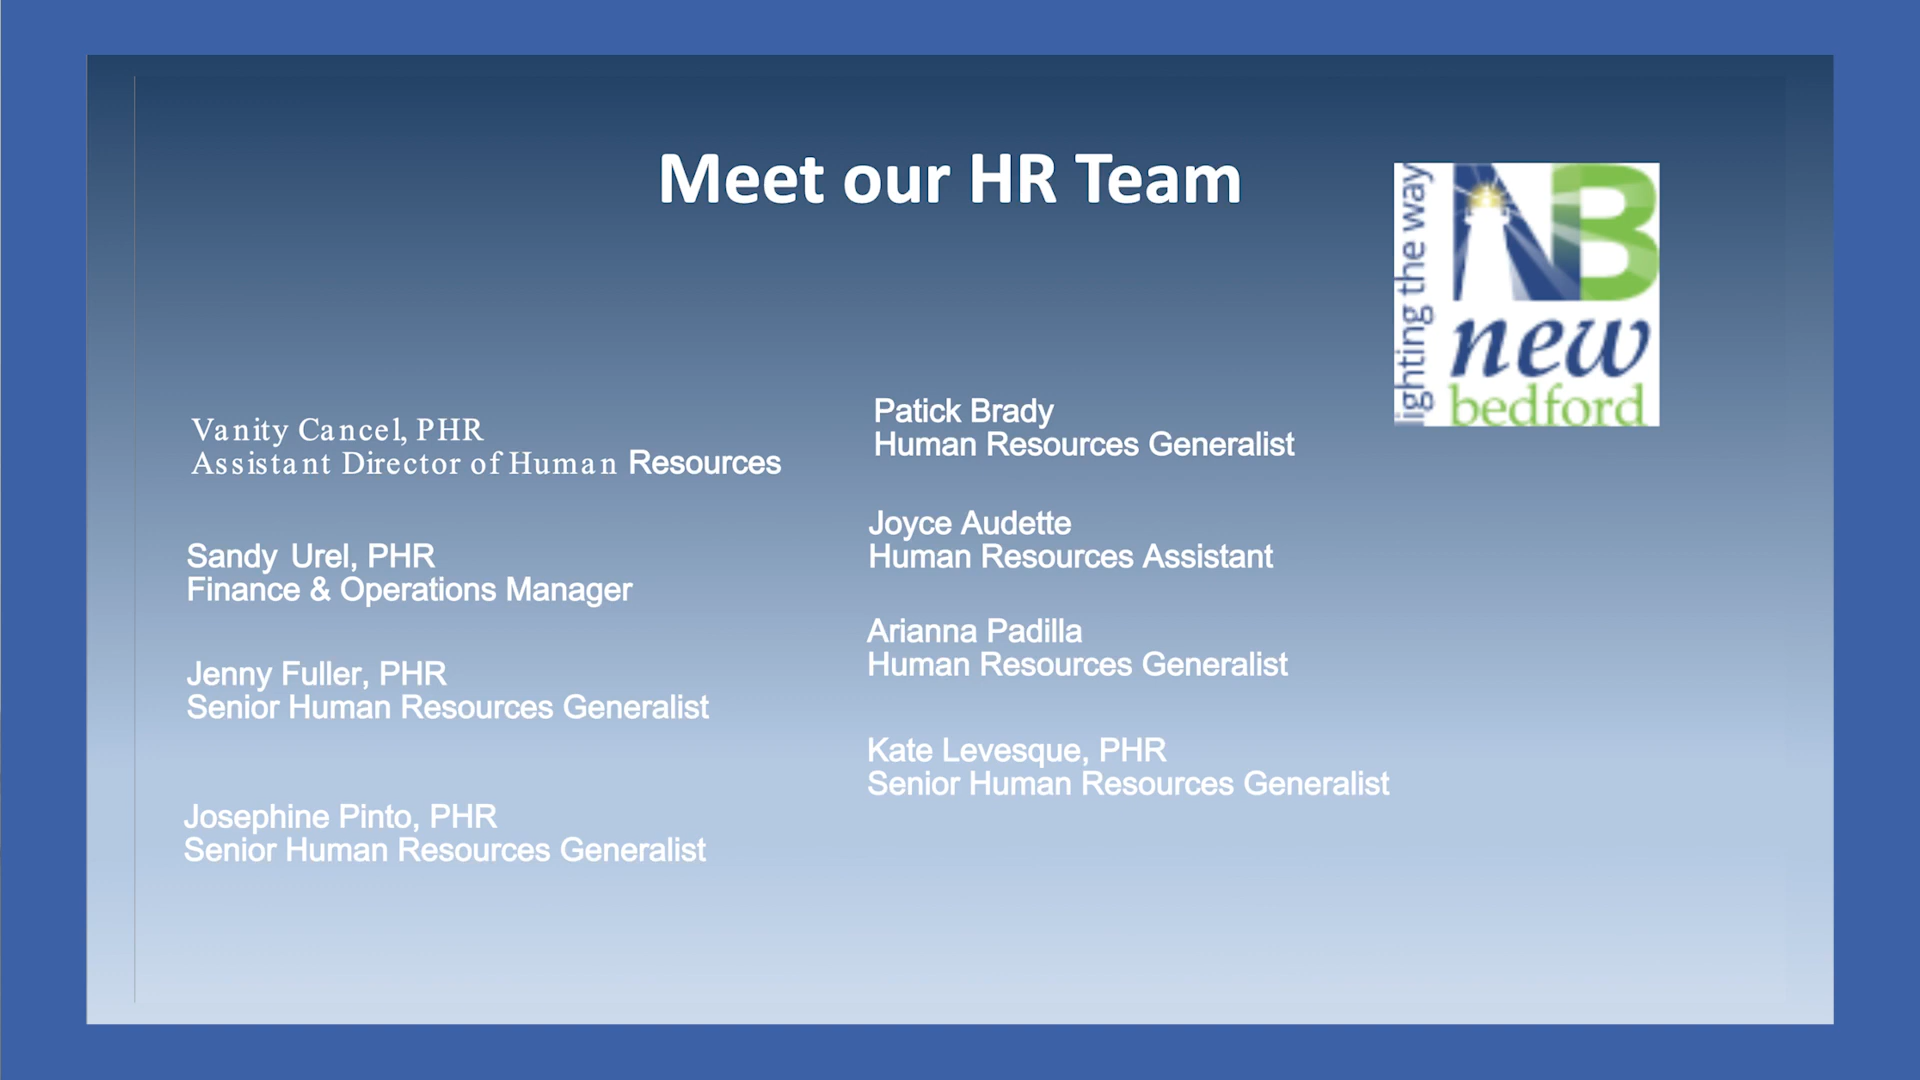 Meet our HR Team
lighting the way
NB
new
bedford
Vanity Cancel, PHR
Assistant Director of Human Resources
Sandy Urel, PHR
Finance & Operations Manager
Jenny Fuller, PHR
Senior Human Resources Generalist
Josephine Pinto, PHR
Senior Human Resources Generalist
Patick Brady
Human Resources Generalist
Joyce Audette
Human Resources Assistant
Arianna Padilla
Human Resources Generalist
Kate Levesque, PHR
Senior Human Resources Generalist